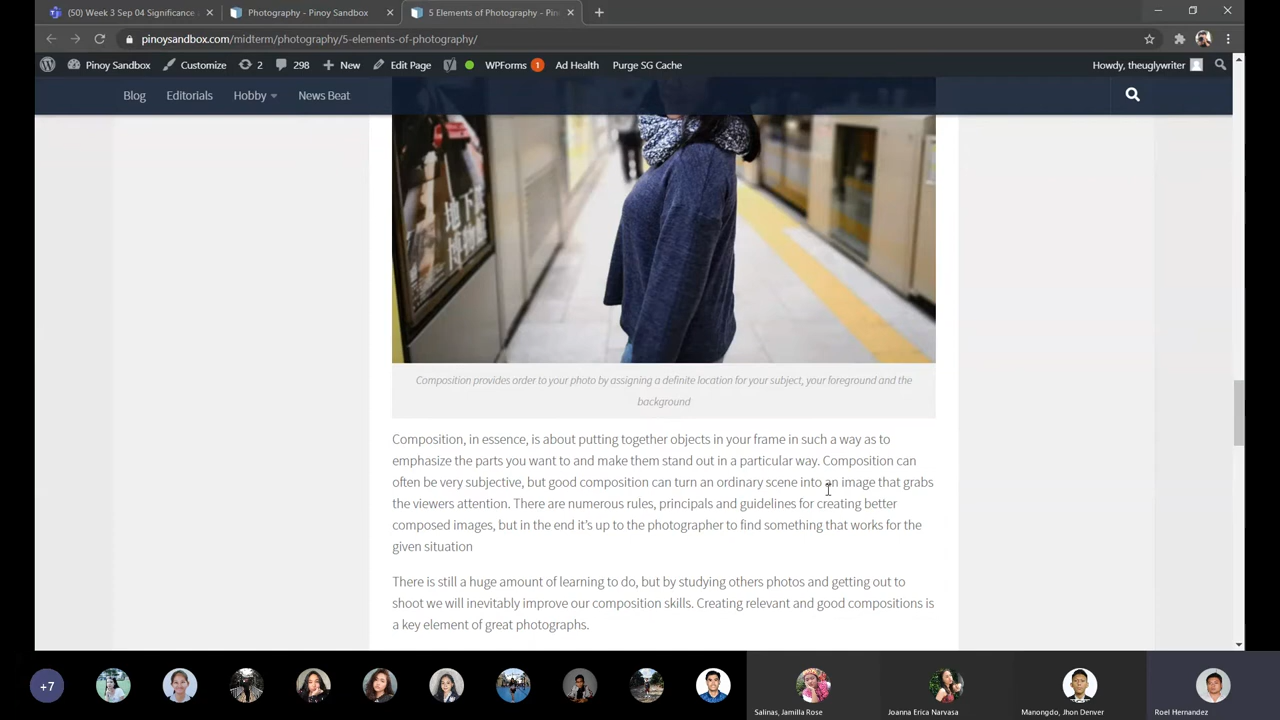 (50) Week 3 Sep 04 Significance
Photography - Pinoy Sandbox
5 Elements of Photography - Pin
pinoysandbox.com/midterm/photography/5-elements-of-photography/
Pinoy Sandbox
Customize
2
298
New
Edit Page
WPForms 1
Ad Health
Purge SG Cache
Howdy, theuglywriter
Blog
Editorials
Hobby
News Beat
地下
博物
Composition provides order to your photo by assigning a definite location for your subject, your foreground and the
background
Composition, in essence, is about putting together objects in your frame in such a way as to
emphasize the parts you want to and make them stand out in a particular way. Composition can
often be very subjective, but good composition can turn an ordinary scene into an image that grabs
the viewers attention. There are numerous rules, principals and guidelines for creating better
composed images, but in the end it’s up to the photographer to find something that works for the
given situation
There is still a huge amount of learning to do, but by studying others photos and getting out to
shoot we will inevitably improve our composition skills. Creating relevant and good compositions is
a key element of great photographs.
+7
Salinas, Jamilla Rose
Joanna Erica Narvasa
Manongdo, Jhon Denver
Roel Hernandez